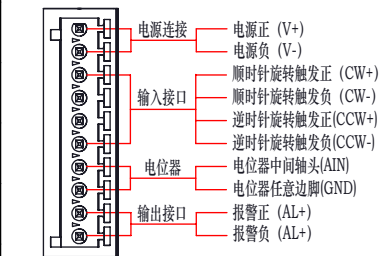 电源连接
电源正 (V+)
电源负 (V-)
输入接口
顺时针旋转触发正 (CW+)
顺时针旋转触发负 (CW-)
逆时针旋转触发正(CCW+)
逆时针旋转触发负(CCW-)
电位器
电位器中间轴头(AIN)
电位器任意边脚(GND)
输出接口
报警正 (AL+)
报警负 (AL+)